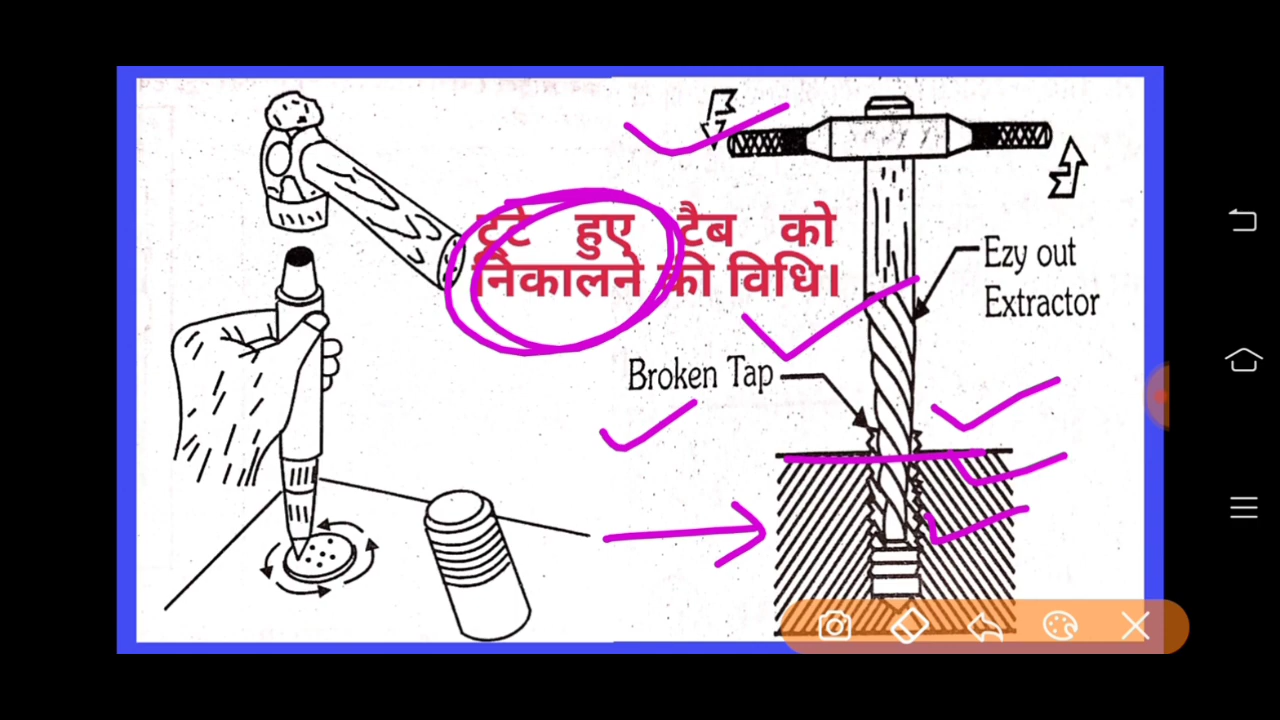 टूटे हुए टैब को
निकालने की विधि।
Ezy out
Extractor
Broken Tap